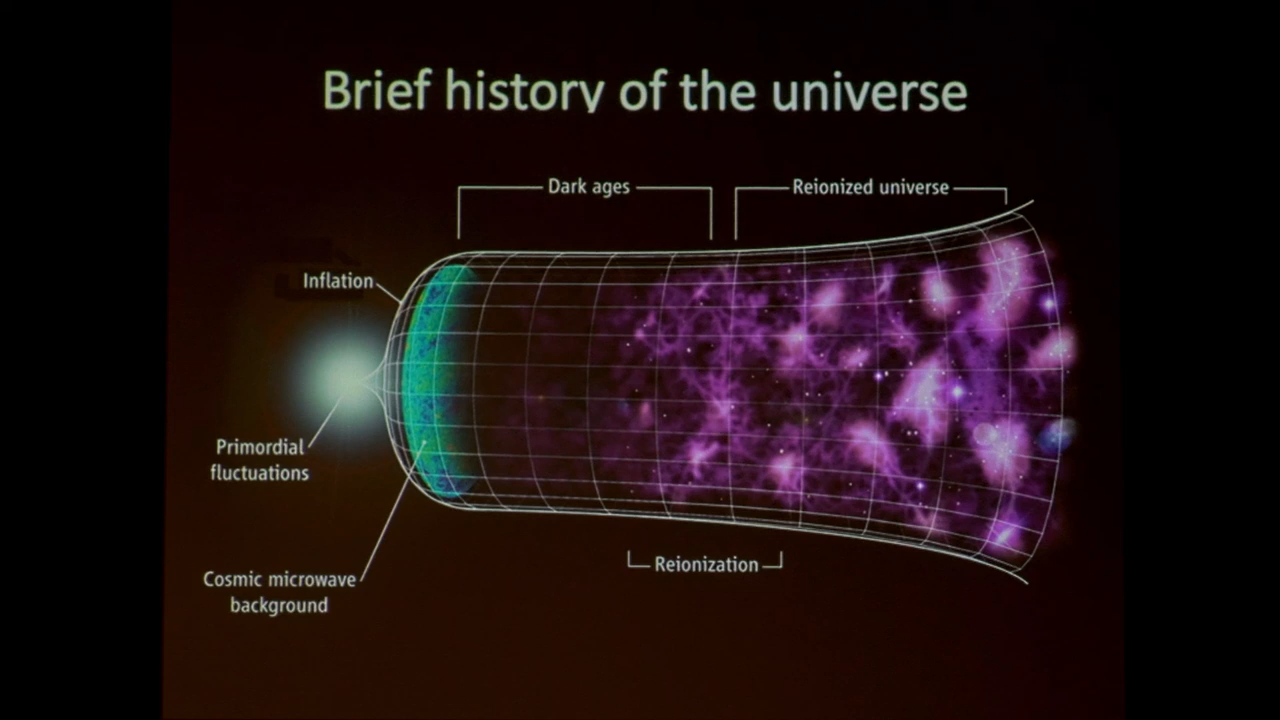 Brief history of the universe
Dark ages
Reionized universe
Inflation
Primordial
fluctuations
Reionization
Cosmic microwave
background